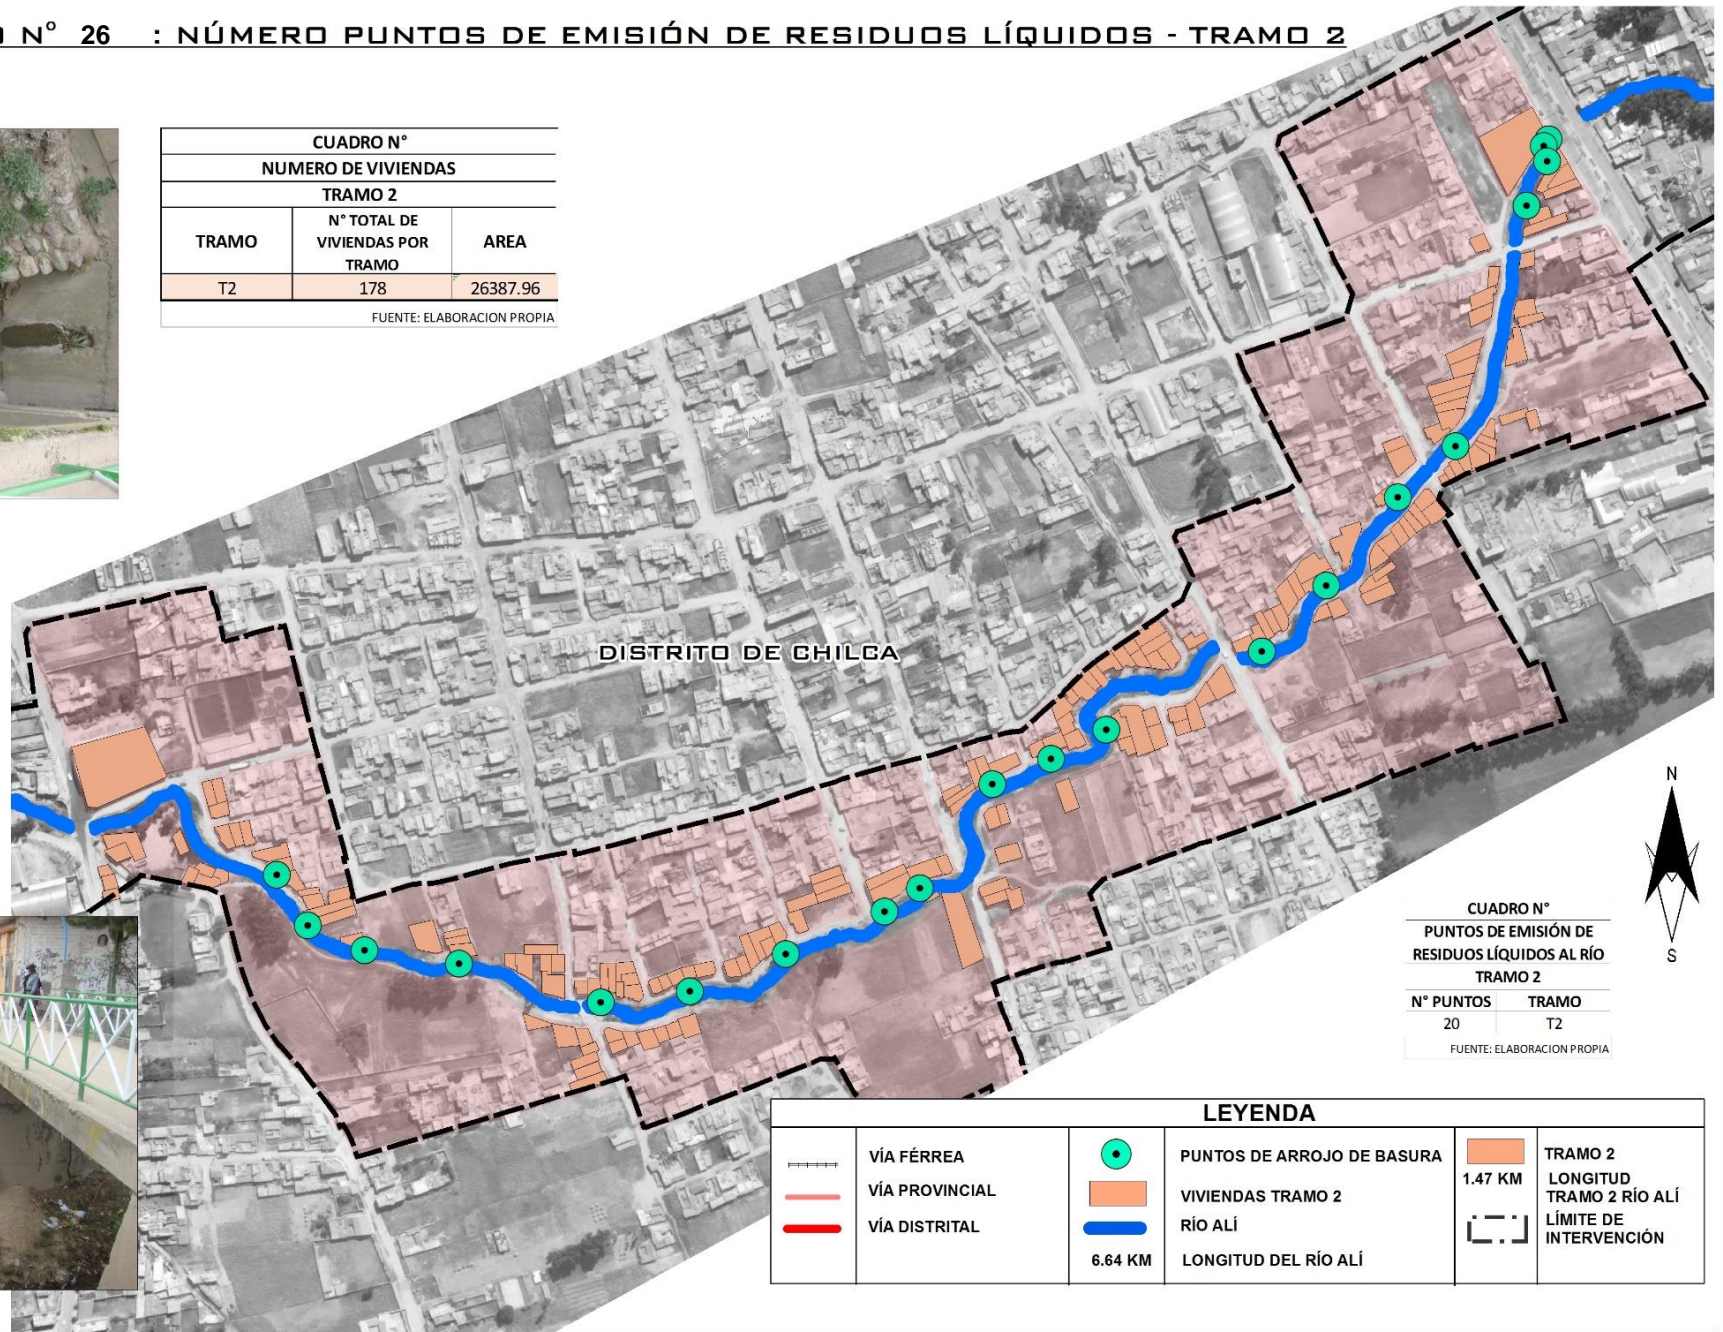 N° 26 : NÚMERO PUNTOS DE EMISIÓN DE RESIDUOS LÍQUIDOS - TRAMO 2
CUADRO N°
NUMERO DE VIVIENDAS
TRAMO 2
TRAMO
N° TOTAL DE
VIVIENDAS POR
TRAMO
AREA
T2 178 26387.96
FUENTE: ELABORACION PROPIA
DISTRITO DE CHILCA
N
S
CUADRO N°
PUNTOS DE EMISIÓN DE
RESIDUOS LÍQUIDOS AL RÍO
TRAMO 2
N° PUNTOS TRAMO
20 T2
FUENTE: ELABORACION PROPIA
LEYENDA
VÍA FÉRREA
VÍA PROVINCIAL
VÍA DISTRITAL
PUNTOS DE ARROJO DE BASURA
VIVIENDAS TRAMO 2
RÍO ALÍ
6.64 KM LONGITUD DEL RÍO ALÍ
TRAMO 2
1.47 KM LONGITUD
TRAMO 2 RÍO ALÍ
LÍMITE DE
INTERVENCIÓN